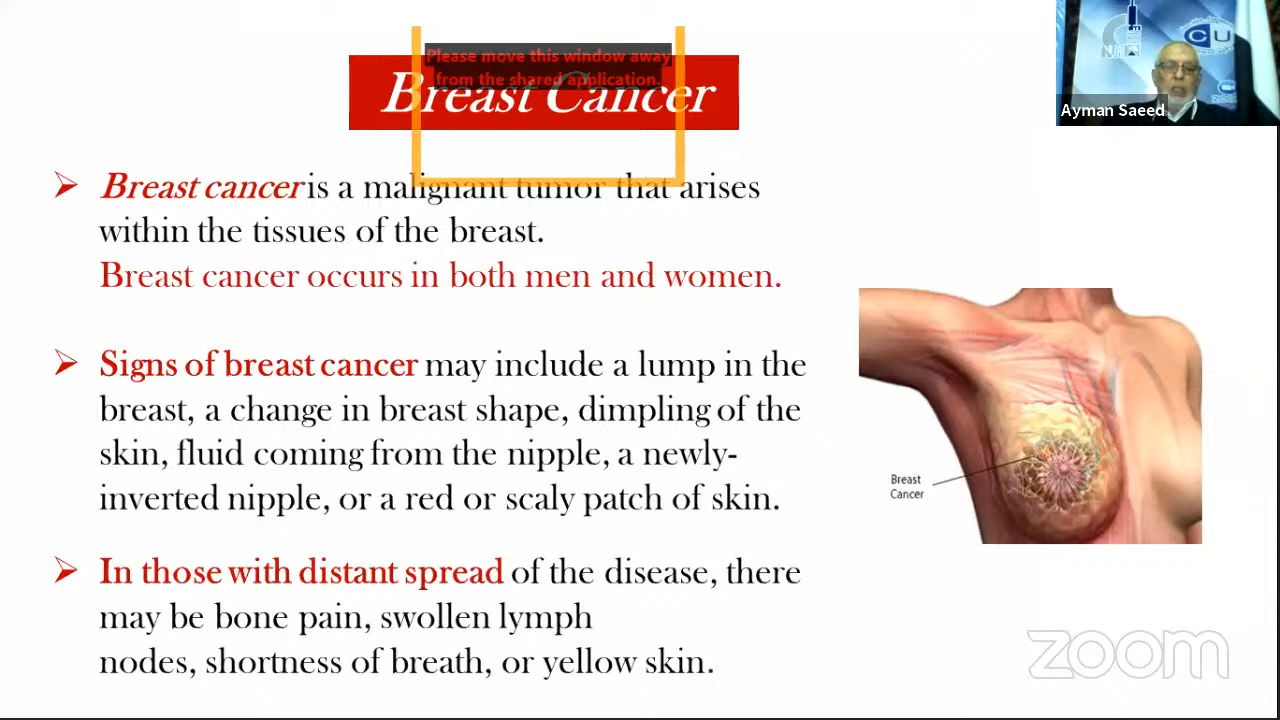 Please move this window away
from the shared application.
Breast Cancer
CU
Ayman Saeed
➢ Breast cancer is a malignant tumor that arises
within the tissues of the breast.
Breast cancer occurs in both men and women.
➢ Signs of breast cancer may include a lump in the
breast, a change in breast shape, dimpling of the
skin, fluid coming from the nipple, a newly-
inverted nipple, or a red or scaly patch of skin.
Breast
Cancer
➢ In those with distant spread of the disease, there
may be bone pain, swollen lymph
nodes, shortness of breath, or yellow skin.
zoom